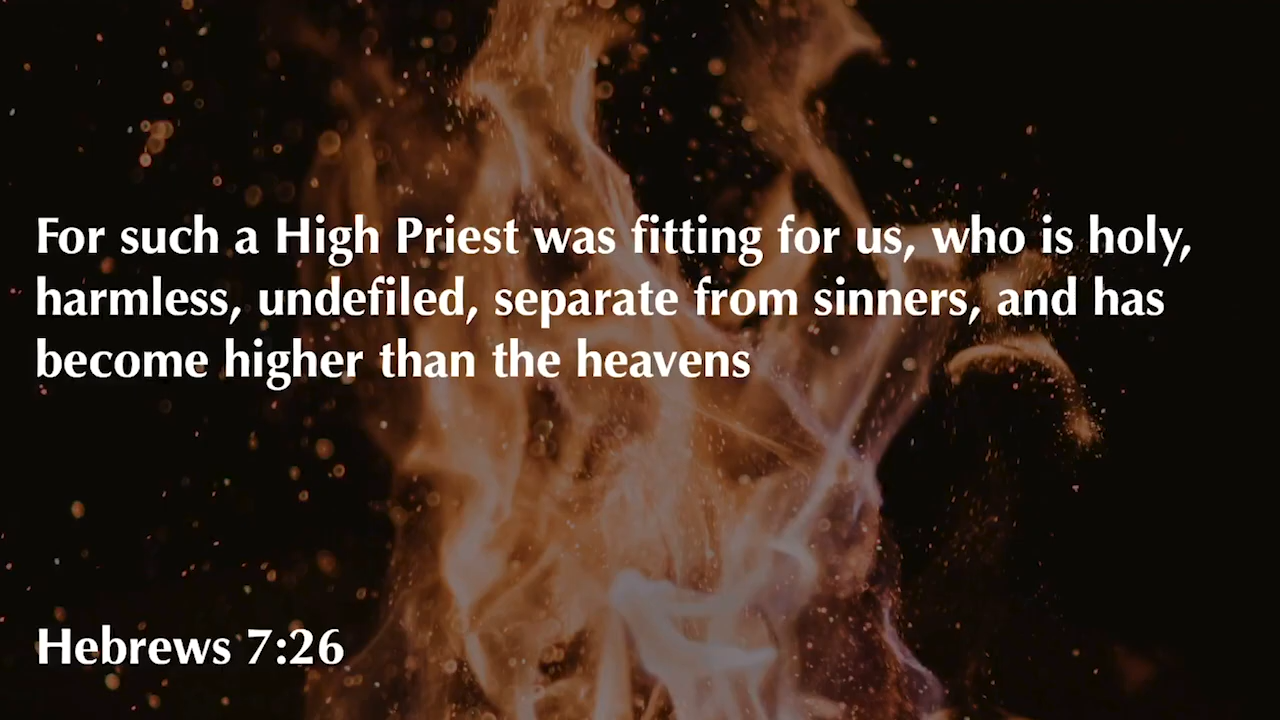 For such a High Priest was fitting for us, who is holy,
harmless, undefiled, separate from sinners, and has
become higher than the heavens
Hebrews 7:26